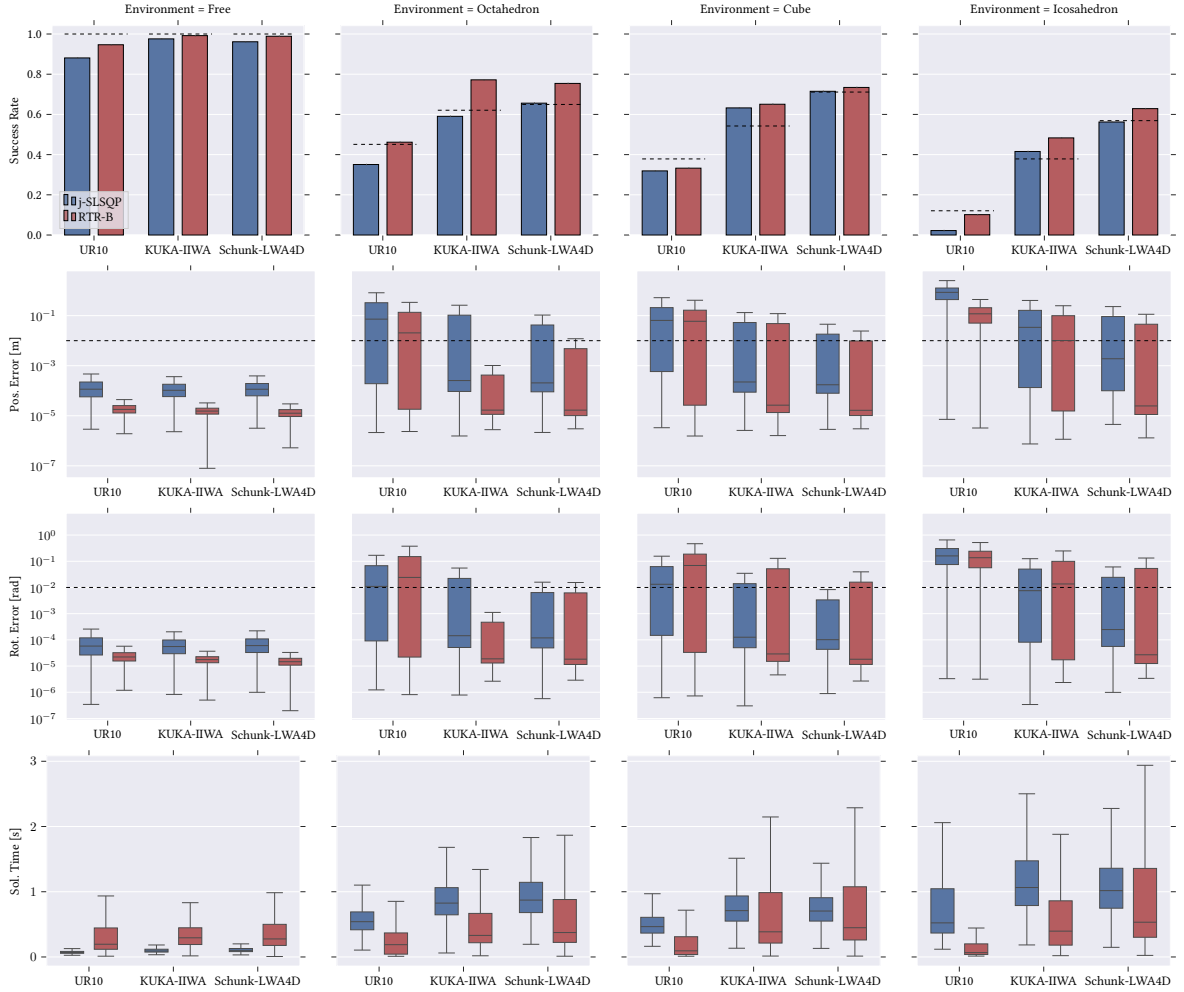 Environment = Free Environment = Octahedron Environment = Cube Environment = Icosahedron
Success Rate
1.0
0.8
0.6
0.4
0.2
0.0
j-SLSQP
RTR-B
UR10 KUKA-IIWA Schunk-LWA4D UR10 KUKA-IIWA Schunk-LWA4D UR10 KUKA-IIWA Schunk-LWA4D UR10 KUKA-IIWA Schunk-LWA4D
Pos. Error [m]
10⁻¹
10⁻³
10⁻⁵
10⁻⁷
UR10 KUKA-IIWA Schunk-LWA4D UR10 KUKA-IIWA Schunk-LWA4D UR10 KUKA-IIWA Schunk-LWA4D UR10 KUKA-IIWA Schunk-LWA4D
Rot. Error [rad]
10⁰
10⁻¹
10⁻²
10⁻³
10⁻⁴
10⁻⁵
10⁻⁶
10⁻⁷
UR10 KUKA-IIWA Schunk-LWA4D UR10 KUKA-IIWA Schunk-LWA4D UR10 KUKA-IIWA Schunk-LWA4D UR10 KUKA-IIWA Schunk-LWA4D
Sol. Time [s]
3
2
1
0
UR10 KUKA-IIWA Schunk-LWA4D UR10 KUKA-IIWA Schunk-LWA4D UR10 KUKA-IIWA Schunk-LWA4D UR10 KUKA-IIWA Schunk-LWA4D